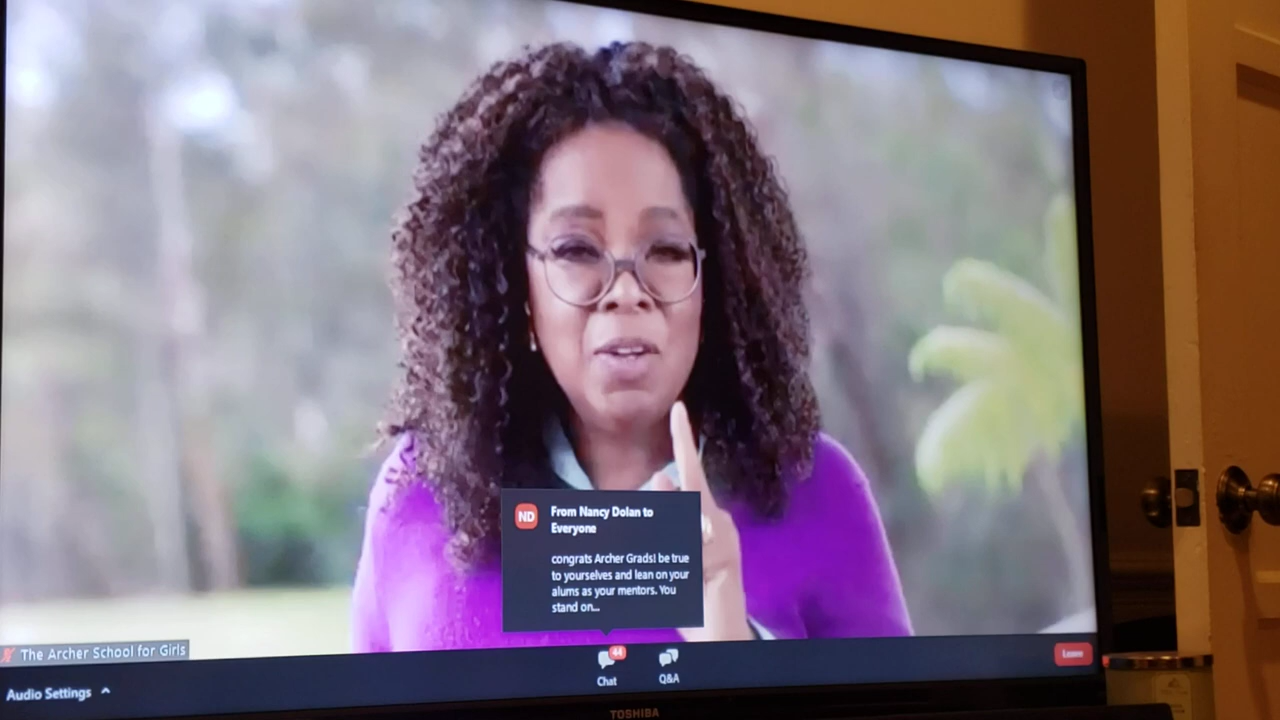 ND
From Nancy Dolan to
Everyone
congrats Archer Grads! be true
to yourselves and lean on your
alums as your mentors. You
stand on...
The Archer School for Girls
44
Leave
Audio Settings
Chat
Q&A
TOSHIBA